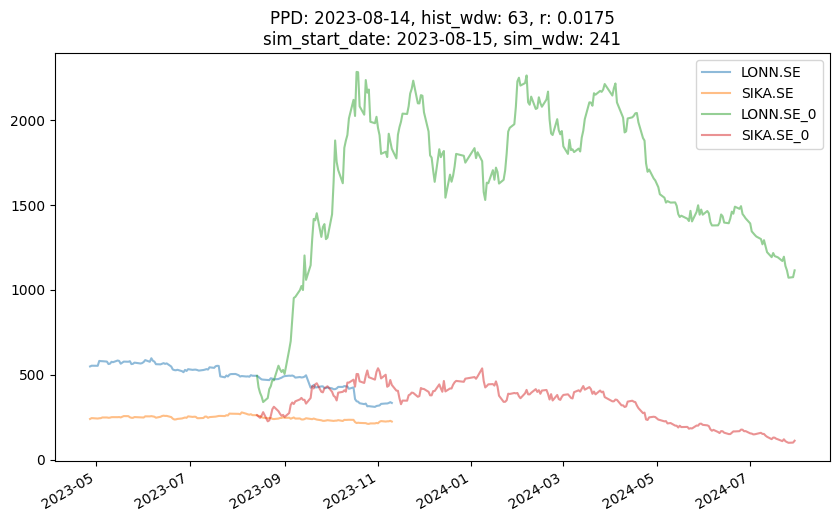 PPD: 2023-08-14, hist_wdw: 63, r: 0.0175
sim_start_date: 2023-08-15, sim_wdw: 241
LONN.SE
SIKA.SE
LONN.SE_0
SIKA.SE_0
2000
1500
1000
500
0
2023-05
2023-07
2023-09
2023-11
2024-01
2024-03
2024-05
2024-07